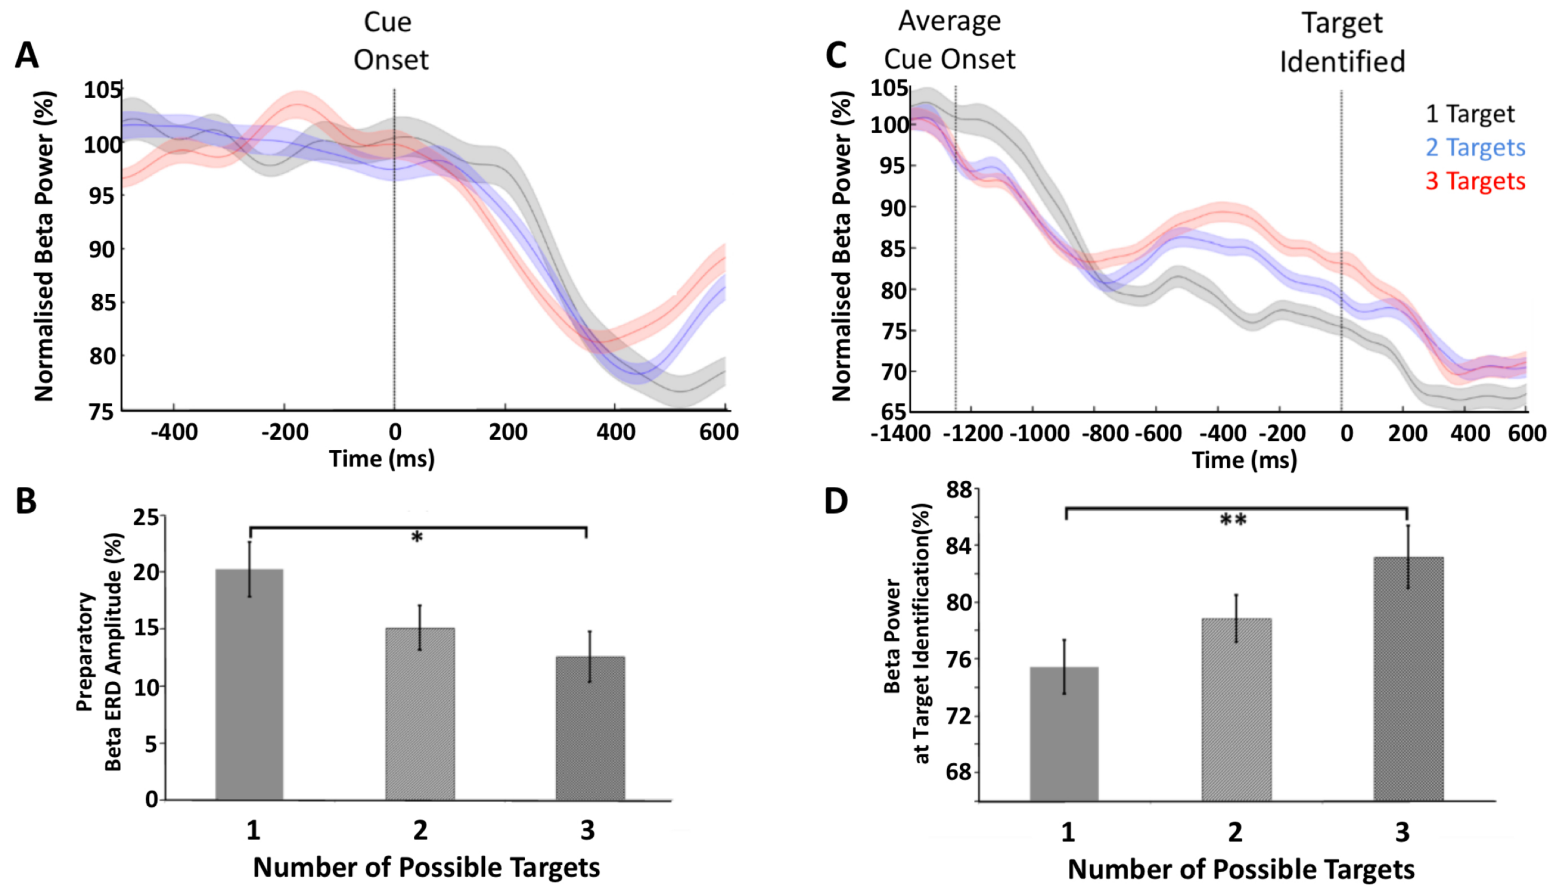 A
Cue
Onset
Normalised Beta Power (%)
105
100
95
90
85
80
75
-400
-200
0
200
400
600
Time (ms)
C
Average
Cue Onset
Target
Identified
Normalised Beta Power (%)
105
100
95
90
85
80
75
70
65
1 Target
2 Targets
3 Targets
-1400
-1200
-1000
-800
-600
-400
-200
0
200
400
600
Time (ms)
B
Preparatory
Beta ERD Amplitude (%)
25
20
15
10
5
0
*
1
2
3
Number of Possible Targets
D
Beta Power
at Target Identification(%)
88
84
80
76
72
68
**
1
2
3
Number of Possible Targets